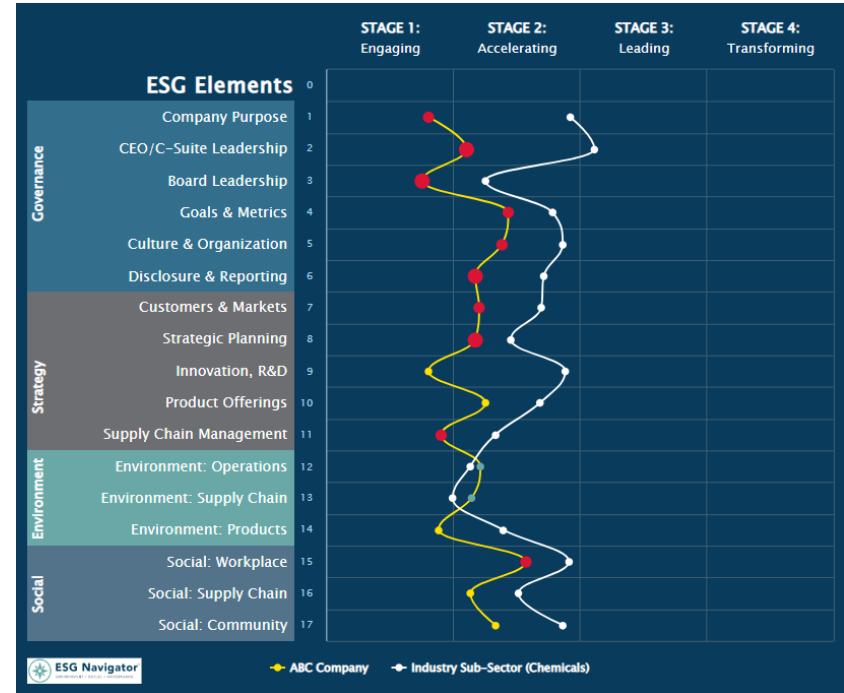 STAGE 1: STAGE 2: STAGE 3: STAGE 4:
Engaging Accelerating Leading Transforming
ESG Elements 0
Governance
Company Purpose 1
CEO/C-Suite Leadership 2
Board Leadership 3
Goals & Metrics 4
Culture & Organization 5
Disclosure & Reporting 6
Strategy
Customers & Markets 7
Strategic Planning 8
Innovation, R&D 9
Product Offerings 10
Supply Chain Management 11
Environment
Environment: Operations 12
Environment: Supply Chain 13
Environment: Products 14
Social
Social: Workplace 15
Social: Supply Chain 16
Social: Community 17
ESG Navigator
ABC Company Industry Sub-Sector (Chemicals)